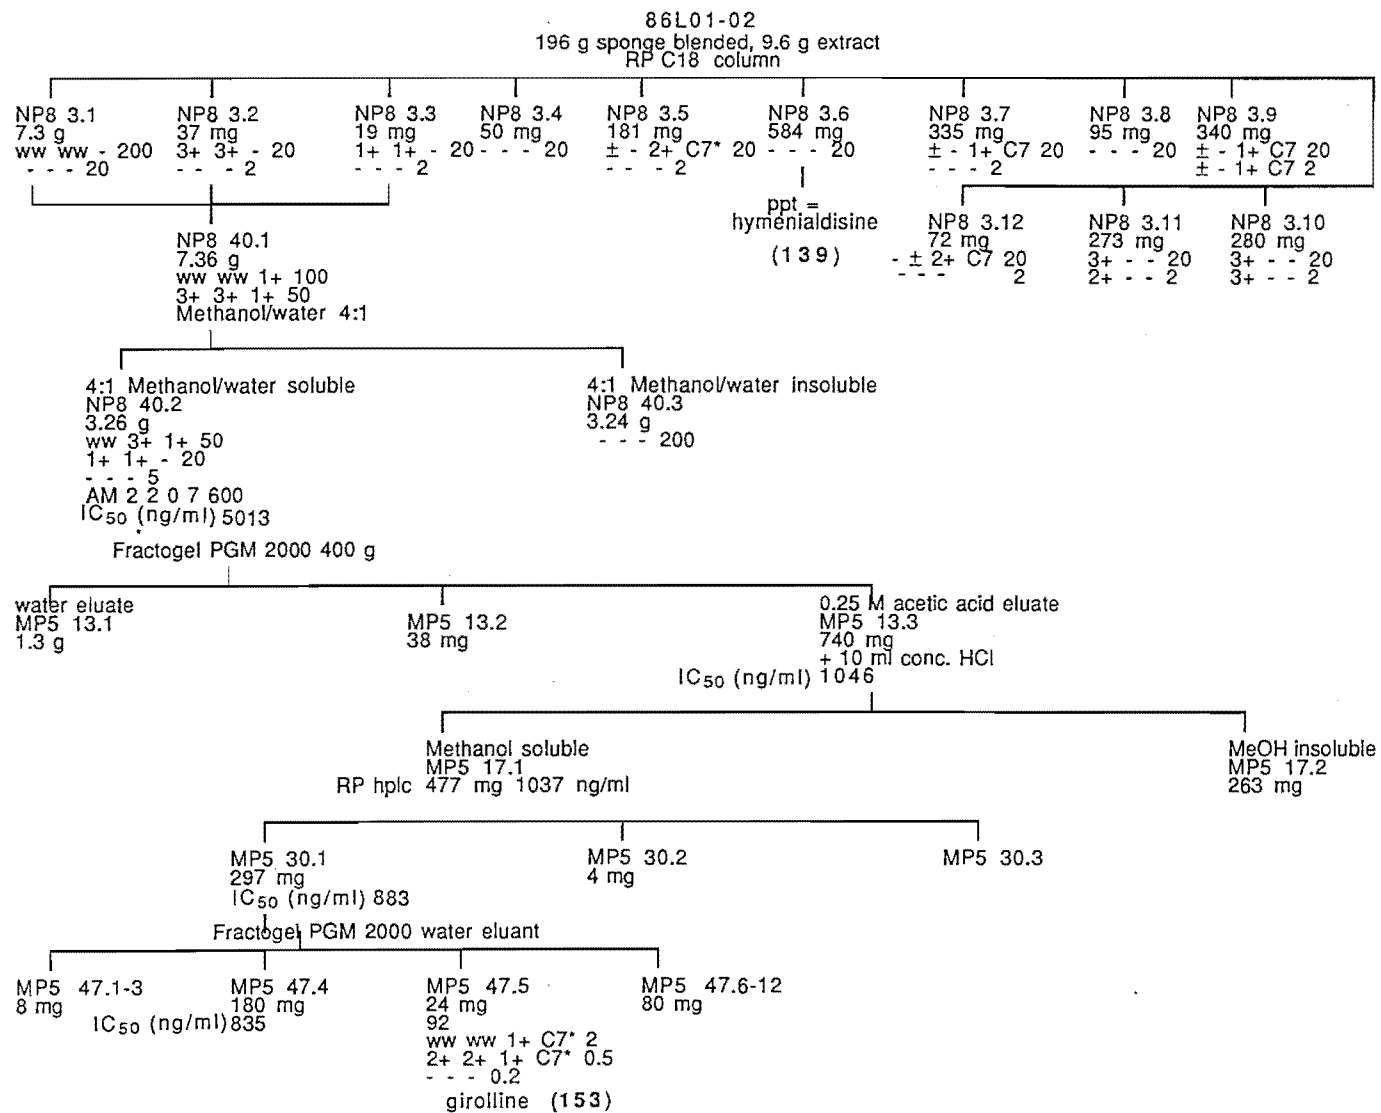 86L01-02
196 g sponge blended, 9.6 g extract
RP C18 column
NP8 3.1
7.3 g
ww ww - 200
- - - 20
NP8 3.2
37 mg
3+ 3+ - 20
- - - 2
NP8 3.3
19 mg
1+ 1+ - 20
- - - 2
NP8 3.4
50 mg
- - - 20
NP8 3.5
181 mg
± - 2+ C7* 20
- - - 2
NP8 3.6
584 mg
- - - 20
ppt =
hymenialdisine
(139)
NP8 3.7
335 mg
± - 1+ C7 20
- - - 2
NP8 3.8
95 mg
- - - 20
NP8 3.9
340 mg
± - 1+ C7 20
± - 1+ C7 2
NP8 3.12
72 mg
- ± 2+ C7 20
- - - 2
NP8 3.11
273 mg
3+ - - 20
2+ - - 2
NP8 3.10
280 mg
3+ - - 20
3+ - - 2
NP8 40.1
7.36 g
ww ww 1+ 100
3+ 3+ 1+ 50
Methanol/water 4:1
4:1 Methanol/water soluble
NP8 40.2
3.26 g
ww 3+ 1+ 50
1+ 1+ - 20
- - - 5
AM 2 2 0 7 600
IC50 (ng/ml) 5013
4:1 Methanol/water insoluble
NP8 40.3
3.24 g
- - - 200
Fractogel PGM 2000 400 g
water eluate
MP5 13.1
1.3 g
MP5 13.2
38 mg
0.25 M acetic acid eluate
MP5 13.3
740 mg
+ 10 ml conc. HCl
IC50 (ng/ml) 1046
Methanol soluble
MP5 17.1
RP hplc 477 mg 1037 ng/ml
MeOH insoluble
MP5 17.2
263 mg
MP5 30.1
297 mg
IC50 (ng/ml) 883
MP5 30.2
4 mg
MP5 30.3
Fractogel PGM 2000 water eluant
MP5 47.1-3
8 mg
MP5 47.4
180 mg
IC50 (ng/ml) 835
MP5 47.5
24 mg
92
ww ww 1+ C7* 2
2+ 2+ 1+ C7* 0.5
- - - 0.2
girolline (153)
MP5 47.6-12
80 mg